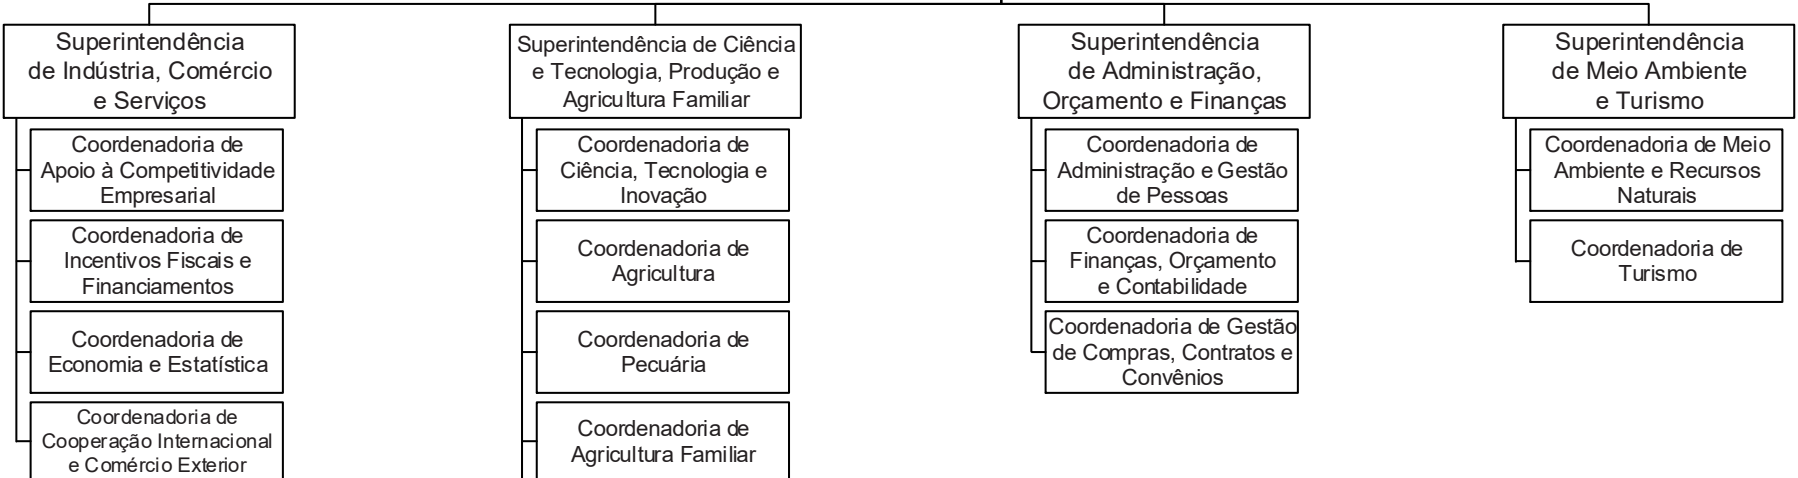 Superintendência
de Indústria, Comércio
e Serviços
Coordenadoria de
Apoio à Competitividade
Empresarial
Coordenadoria de
Incentivos Fiscais e
Financiamentos
Coordenadoria de
Economia e Estatística
Coordenadoria de
Cooperação Internacional
e Comércio Exterior
Superintendência de Ciência
e Tecnologia, Produção e
Agricultura Familiar
Coordenadoria de
Ciência, Tecnologia e
Inovação
Coordenadoria de
Agricultura
Coordenadoria de
Pecuária
Coordenadoria de
Agricultura Familiar
Superintendência
de Administração,
Orçamento e Finanças
Coordenadoria de
Administração e Gestão
de Pessoas
Coordenadoria de
Finanças, Orçamento
e Contabilidade
Coordenadoria de Gestão
de Compras, Contratos e
Convênios
Superintendência
de Meio Ambiente
e Turismo
Coordenadoria de Meio
Ambiente e Recursos
Naturais
Coordenadoria de
Turismo